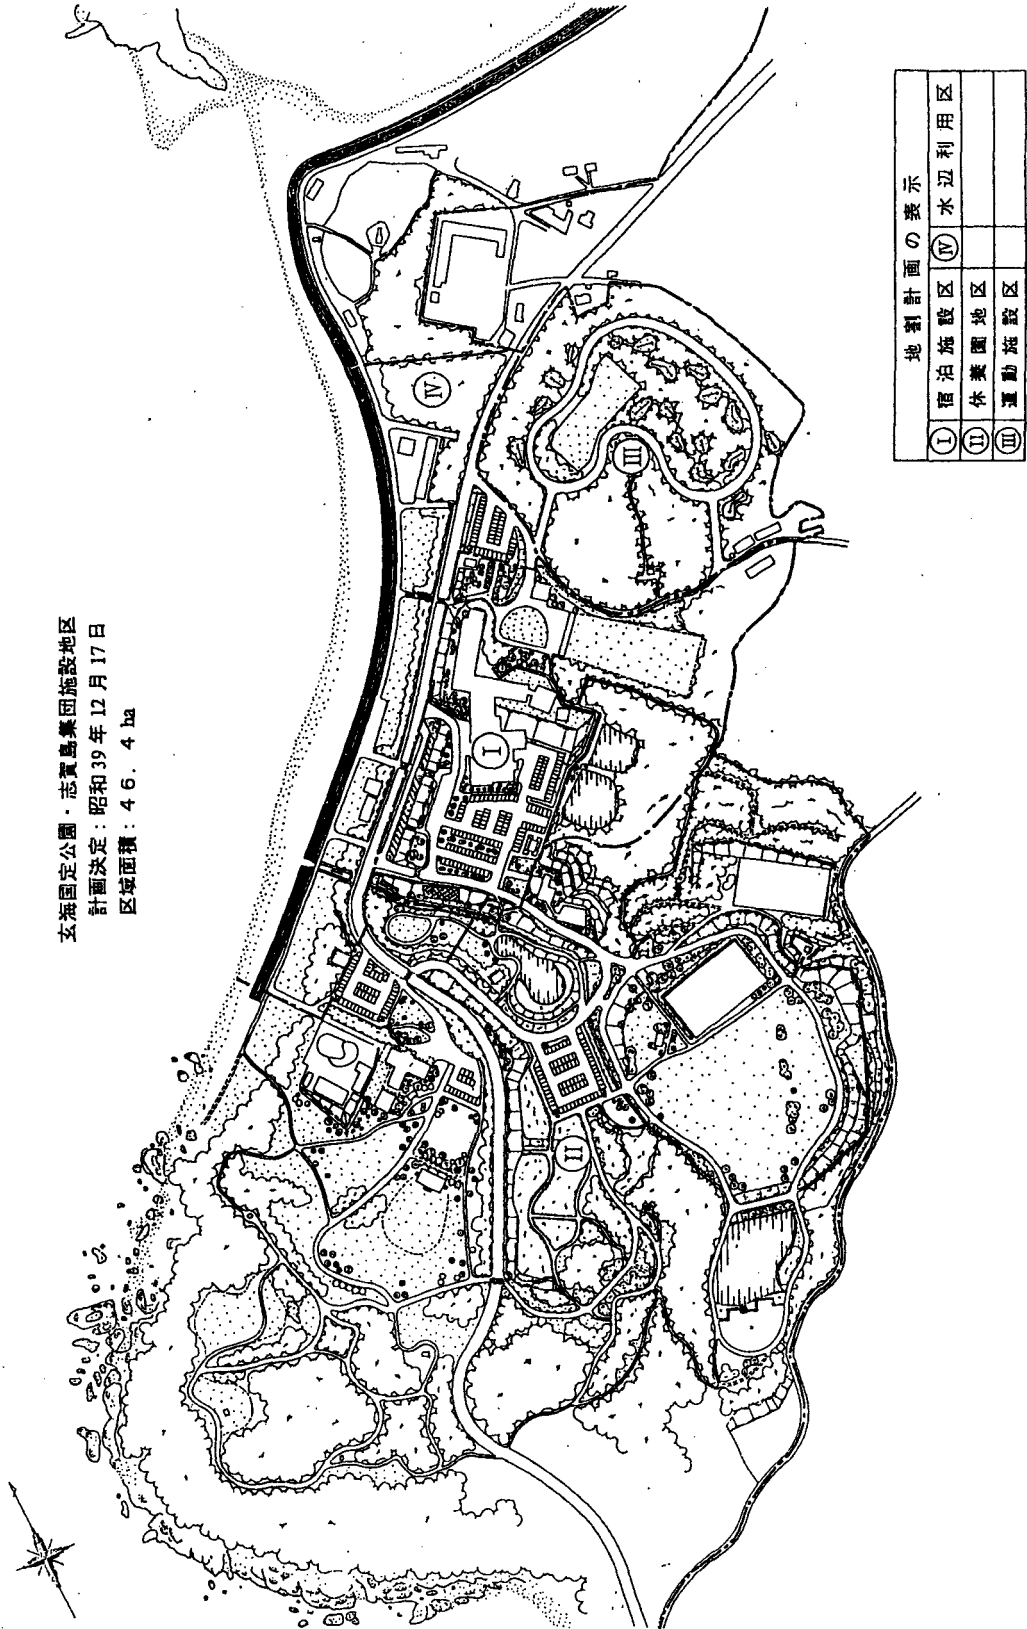 玄海国定公園・志賀島集団施設地区
計画決定：昭和39年12月17日
区域面積：46.4ha
地割計画の表示
Ⅰ 宿泊施設区 Ⅳ 水辺利用区
Ⅱ 休養園地区
Ⅲ 運動施設区
Ⅰ
Ⅱ
Ⅲ
Ⅳ